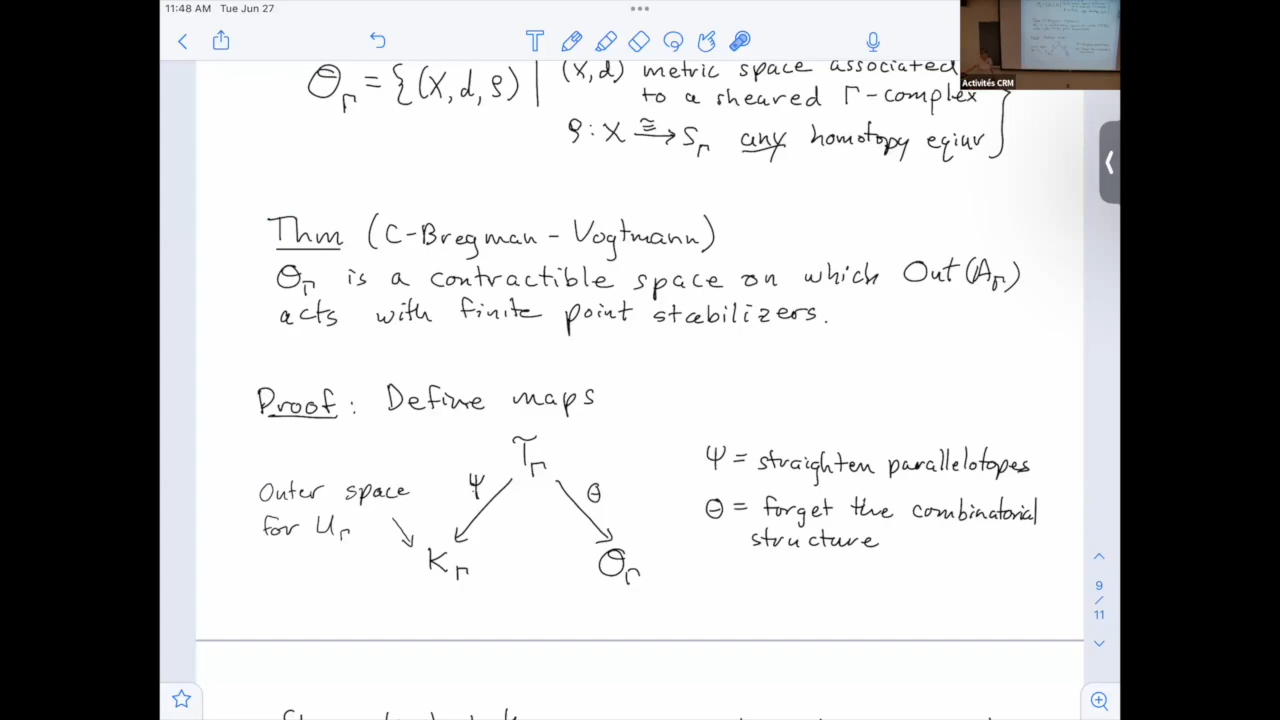 11:48 AM Tue Jun 27
Activités CRM
𝒪_Γ = {(X, d, ρ) | (X, d) metric space associated
to a sheared Γ-complex
ρ: X ≅→ S_Γ any homotopy equiv }
Thm (C-Bregman-Vogtmann)
𝒪_Γ is a contractible space on which Out(A_Γ)
acts with finite point stabilizers.
Proof: Define maps
T̃_Γ
Ψ = straighten parallelotopes
Outer space
Ψ
Θ
for U_Γ
Θ = forget the combinatorial
structure
K_Γ
𝒪_Γ
9
/
11